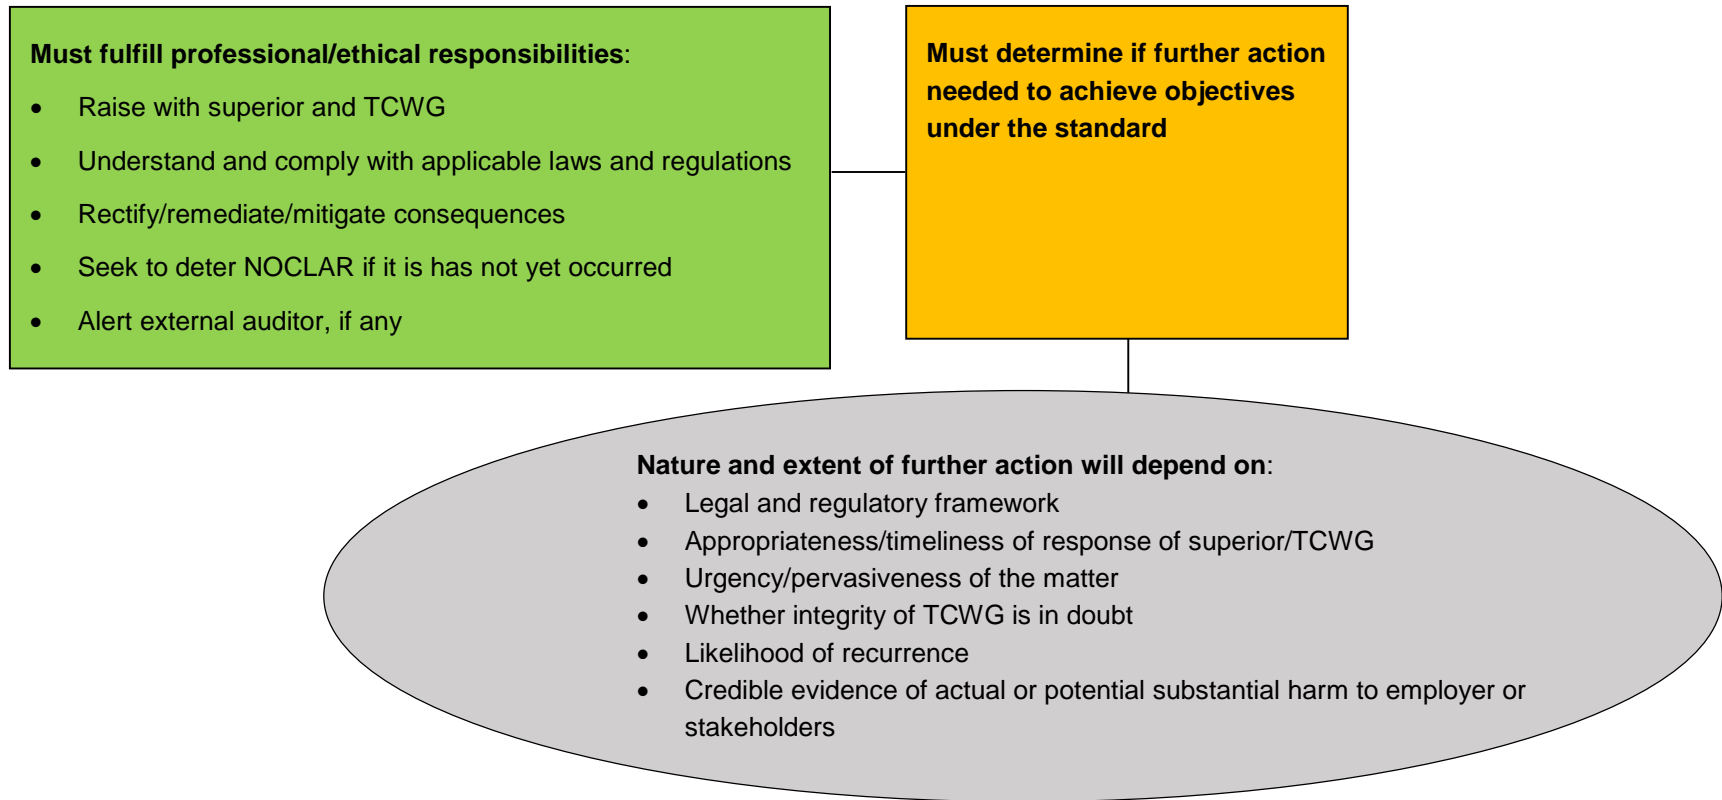 Must fulfill professional/ethical responsibilities:
• Raise with superior and TCWG
• Understand and comply with applicable laws and regulations
• Rectify/remediate/mitigate consequences
• Seek to deter NOCLAR if it is has not yet occurred
• Alert external auditor, if any
Must determine if further action
needed to achieve objectives
under the standard
Nature and extent of further action will depend on:
• Legal and regulatory framework
• Appropriateness/timeliness of response of superior/TCWG
• Urgency/pervasiveness of the matter
• Whether integrity of TCWG is in doubt
• Likelihood of recurrence
• Credible evidence of actual or potential substantial harm to employer or
stakeholders